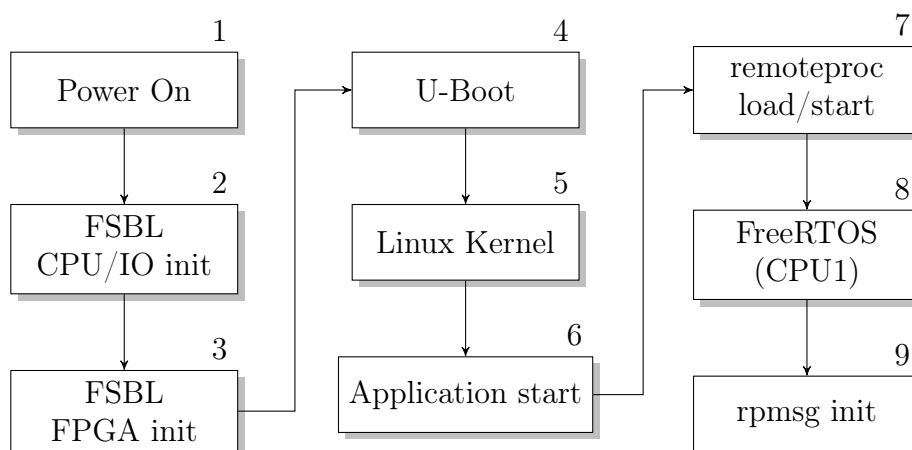 1
Power On
2
FSBL
CPU/IO init
3
FSBL
FPGA init
4
U-Boot
5
Linux Kernel
6
Application start
7
remoteproc
load/start
8
FreeRTOS
(CPU1)
9
rpmsg init